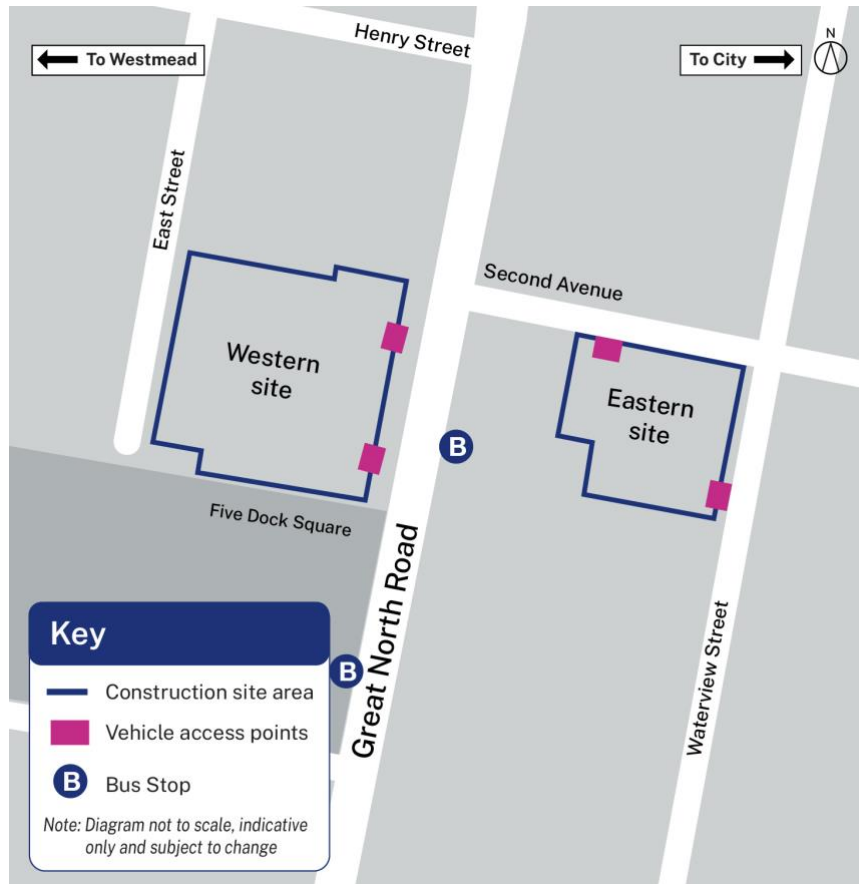 Henry Street
To Westmead
To City
N
East Street
Second Avenue
Western
site
Eastern
site
B
Five Dock Square
Great North Road
Waterview Street
B
Key
Construction site area
Vehicle access points
B
Bus Stop
Note: Diagram not to scale, indicative
only and subject to change